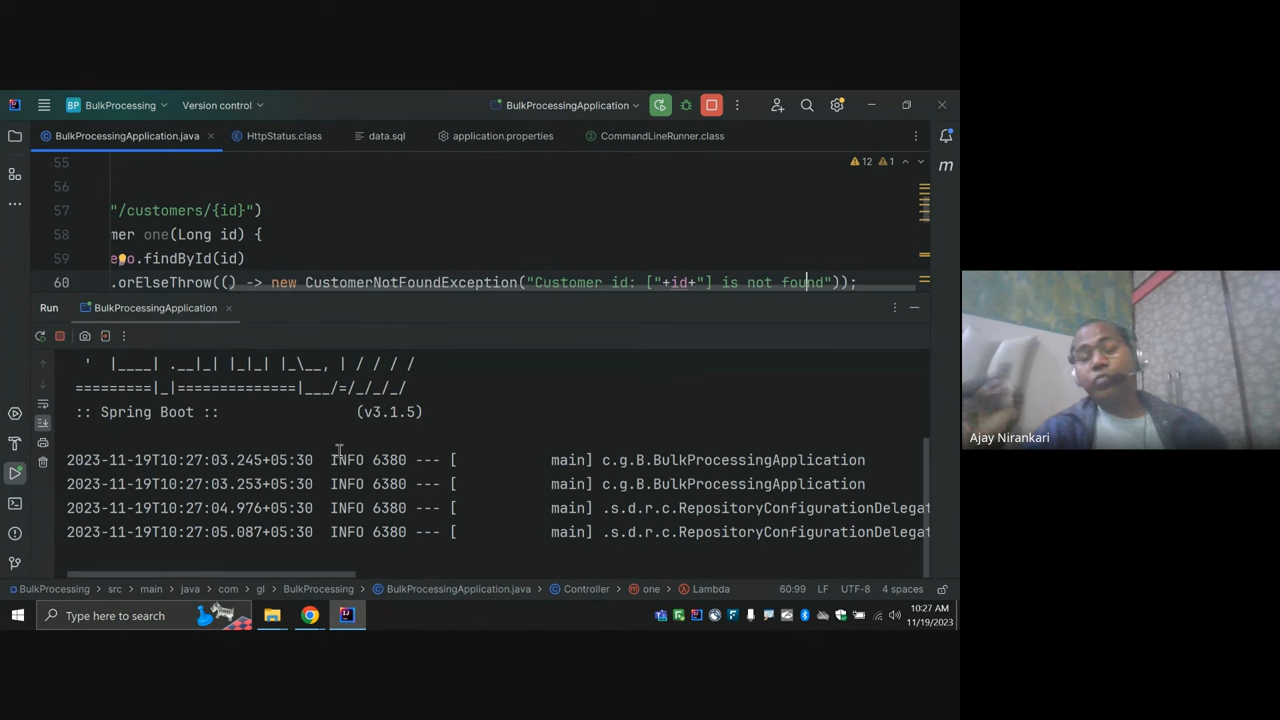 BP BulkProcessing Version control BulkProcessingApplication
BulkProcessingApplication.java HttpStatus.class data.sql application.properties CommandLineRunner.class
55
12 1
56
57 "/customers/{id}")
58 mer one(Long id) {
59 epo.findById(id)
60 .orElseThrow(() -> new CustomerNotFoundException("Customer id: ["+id+"] is not found"));
Run BulkProcessingApplication
' |____| .__|_| |_|_| |_\__, | / / / /
=========|_|==============|___/=/_/_/_/
:: Spring Boot :: (v3.1.5)
2023-11-19T10:27:03.245+05:30 INFO 6380 --- [ main] c.g.B.BulkProcessingApplication
2023-11-19T10:27:03.253+05:30 INFO 6380 --- [ main] c.g.B.BulkProcessingApplication
2023-11-19T10:27:04.976+05:30 INFO 6380 --- [ main] .s.d.r.c.RepositoryConfigurationDelegat
2023-11-19T10:27:05.087+05:30 INFO 6380 --- [ main] .s.d.r.c.RepositoryConfigurationDelegat
BulkProcessing > src > main > java > com > gl > BulkProcessing > BulkProcessingApplication.java > Controller > one > Lambda 60:99 LF UTF-8 4 spaces
Type here to search
10:27 AM
11/19/2023
Ajay Nirankari